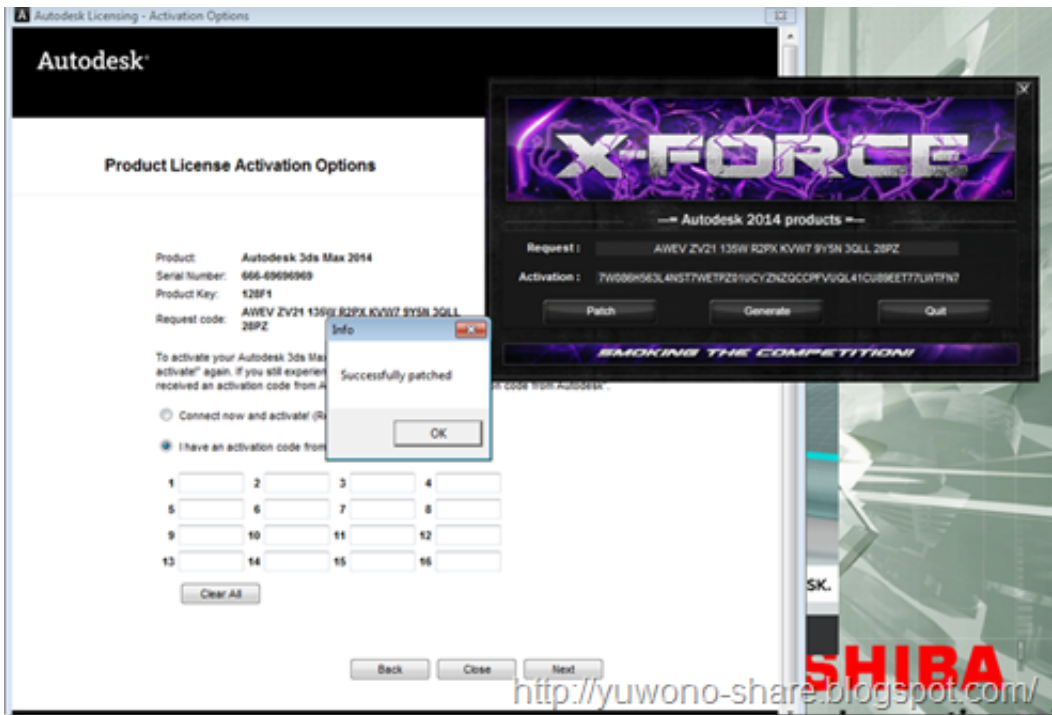 Autodesk Licensing - Activation Options
Autodesk
Product License Activation Options
Product: Autodesk 3ds Max 2014
Serial Number: 666-69696969
Product Key: 128F1
Request code: AWEV ZV21 135W R2PX KVW7 9Y5N 3QLL
28PZ
To activate your Autodesk 3ds Max
activate!" again. If you still
received an activation code from code from Autodesk".
Connect now and activate!
I have an activation code from
1 2 3 4
5 6 7 8
9 10 11 12
13 14 15 16
Clear All
Back Close Next
Info
Successfully patched
OK
X-FORCE
Autodesk 2014 products
Request : AWEV ZV21 135W R2PX KVW7 9Y5N 3QLL 28PZ
Activation :
Patch Generate Quit
SMOKING THE COMPETITION!
SK.
SHIBA
http://yuwono-share.blogspot.com/